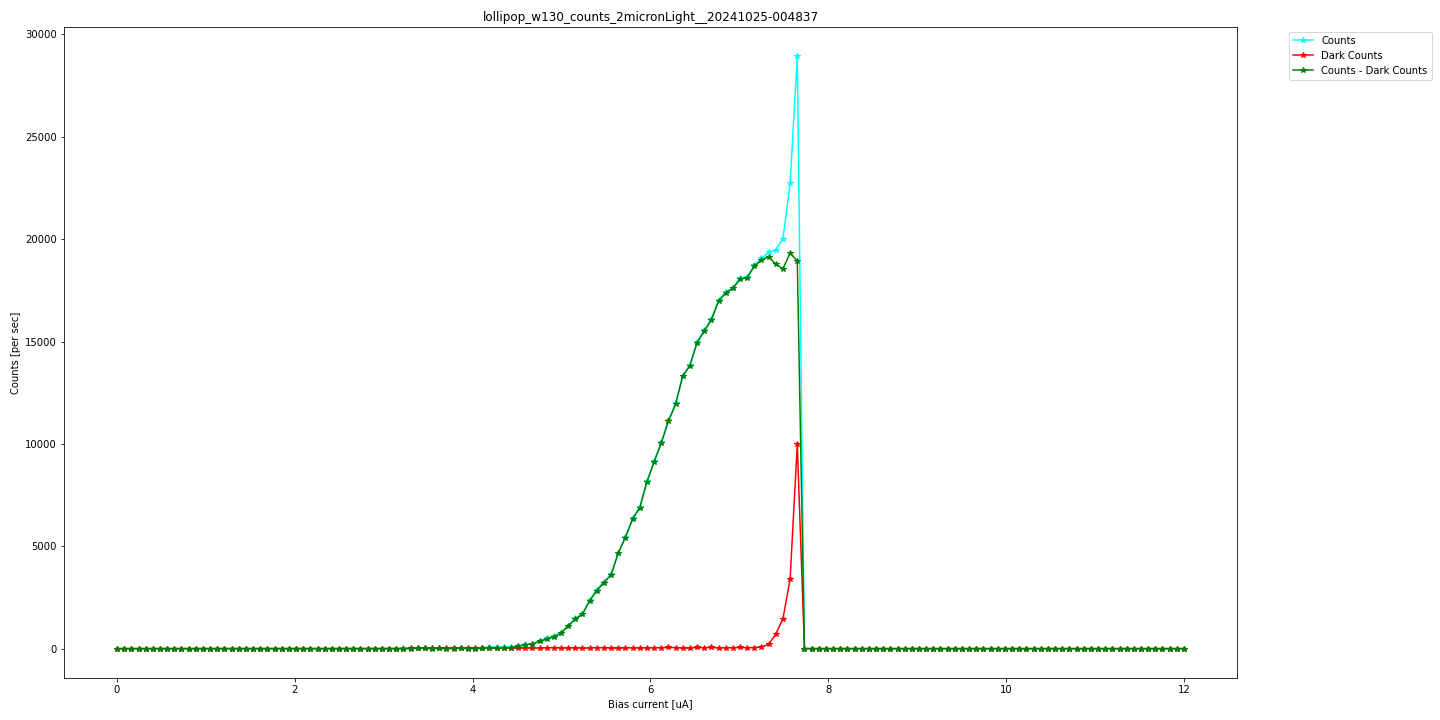 lollipop_w130_counts_2micronLight__20241025-004837
Counts
Dark Counts
Counts - Dark Counts
30000
25000
20000
15000
10000
5000
0
Counts [per sec]
0 2 4 6 8 10 12
Bias current [uA]